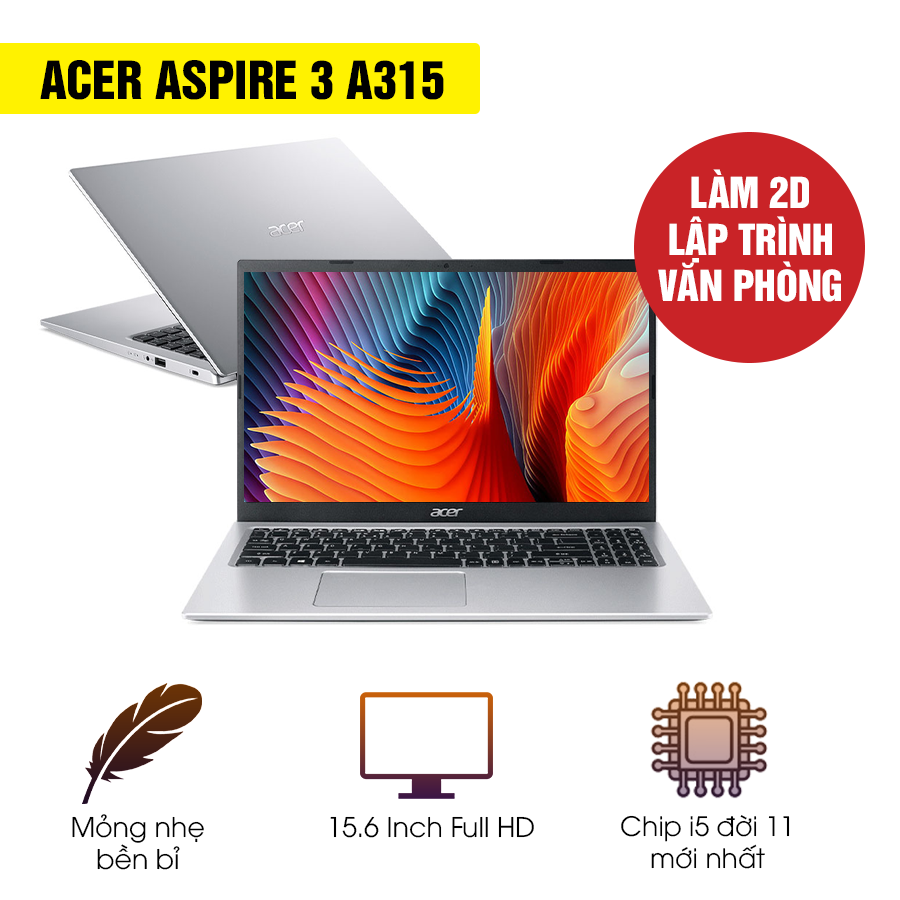 ACER ASPIRE 3 A315
LÀM 2D
LẬP TRÌNH
VĂN PHÒNG
acer
acer
Mỏng nhẹ
bền bỉ
15.6 Inch Full HD
Chip i5 đời 11
mới nhất